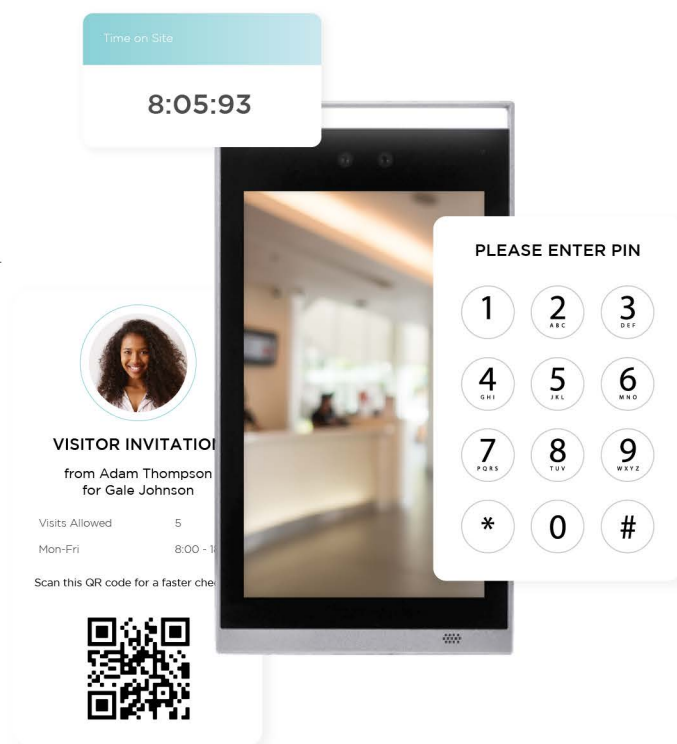 Time on Site
8:05:93
PLEASE ENTER PIN
1
2
ABC
3
DEF
4
GHI
5
JKL
6
MNO
7
PQRS
8
TUV
9
WXYZ
*
0
#
VISITOR INVITATION
from Adam Thompson
for Gale Johnson
Visits Allowed 5
Mon-Fri 8:00 - 1
Scan this QR code for a faster che